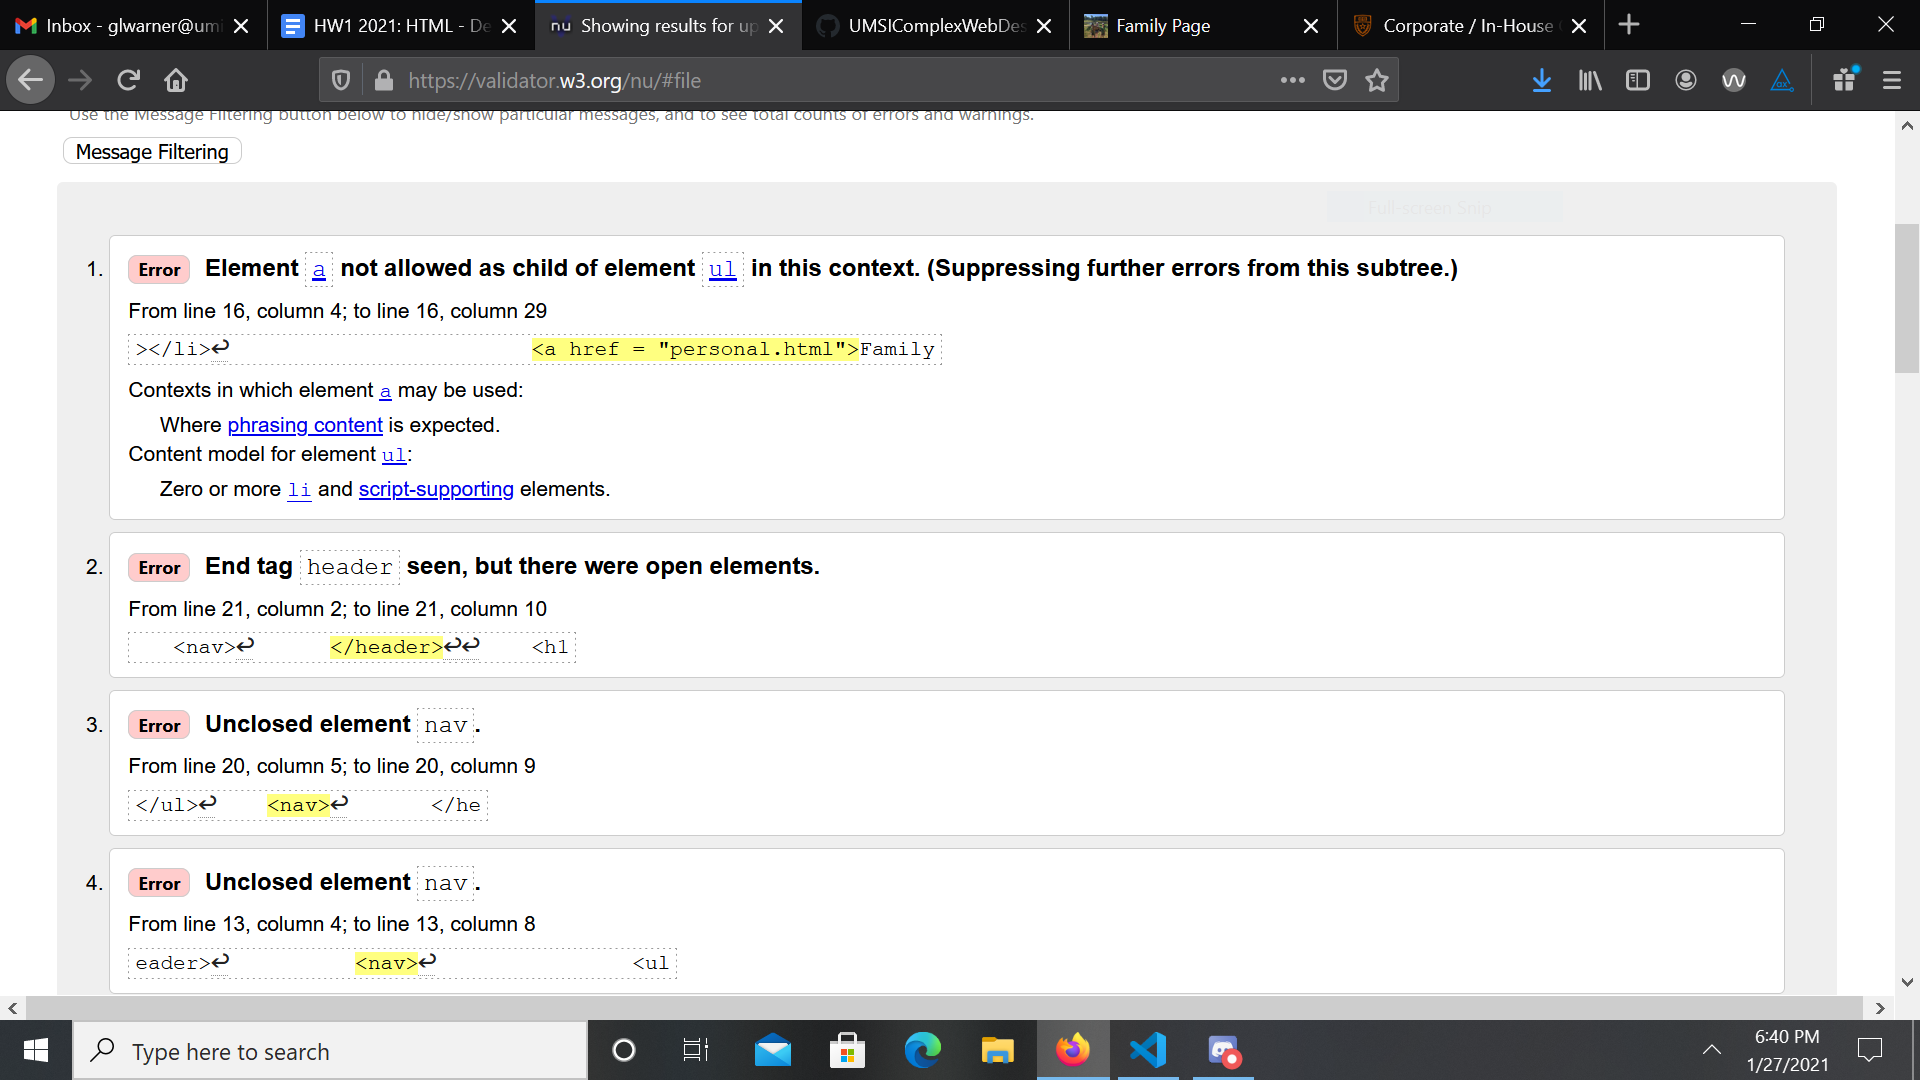 Inbox - glwarner@um
HW1 2021: HTML - De
nu Showing results for up
UMSIComplexWebDes
Family Page
Corporate / In-House
https://validator.w3.org/nu/#file
Use the Message Filtering button below to hide/show particular messages, and to see total counts of errors and warnings.
Message Filtering
Full-screen Snip
1. Error Element a not allowed as child of element ul in this context. (Suppressing further errors from this subtree.)
From line 16, column 4; to line 16, column 29
></li>↩ <a href = "personal.html">Family
Contexts in which element a may be used:
Where phrasing content is expected.
Content model for element ul:
Zero or more li and script-supporting elements.
2. Error End tag header seen, but there were open elements.
From line 21, column 2; to line 21, column 10
<nav>↩ </header>↩↩ <h1
3. Error Unclosed element nav.
From line 20, column 5; to line 20, column 9
</ul>↩ <nav>↩ </he
4. Error Unclosed element nav.
From line 13, column 4; to line 13, column 8
eader>↩ <nav>↩ <ul
Type here to search
6:40 PM
1/27/2021